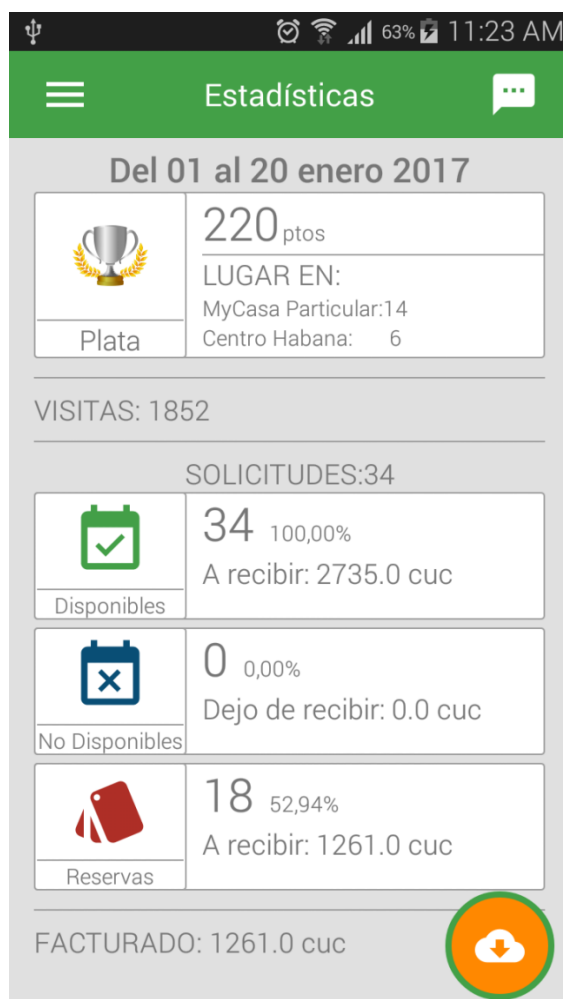 63% 11:23 AM
Estadísticas
Del 01 al 20 enero 2017
220 ptos
LUGAR EN:
MyCasa Particular:14
Centro Habana: 6
Plata
VISITAS: 1852
SOLICITUDES:34
34 100,00%
A recibir: 2735.0 cuc
Disponibles
0 0,00%
Dejo de recibir: 0.0 cuc
No Disponibles
18 52,94%
A recibir: 1261.0 cuc
Reservas
FACTURADO: 1261.0 cuc